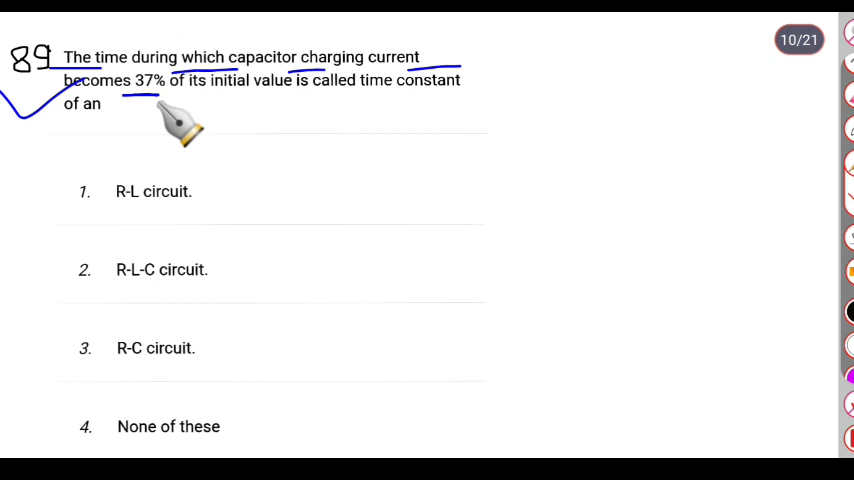 10/21
89 The time during which capacitor charging current
becomes 37% of its initial value is called time constant
of an
1. R-L circuit.
2. R-L-C circuit.
3. R-C circuit.
4. None of these